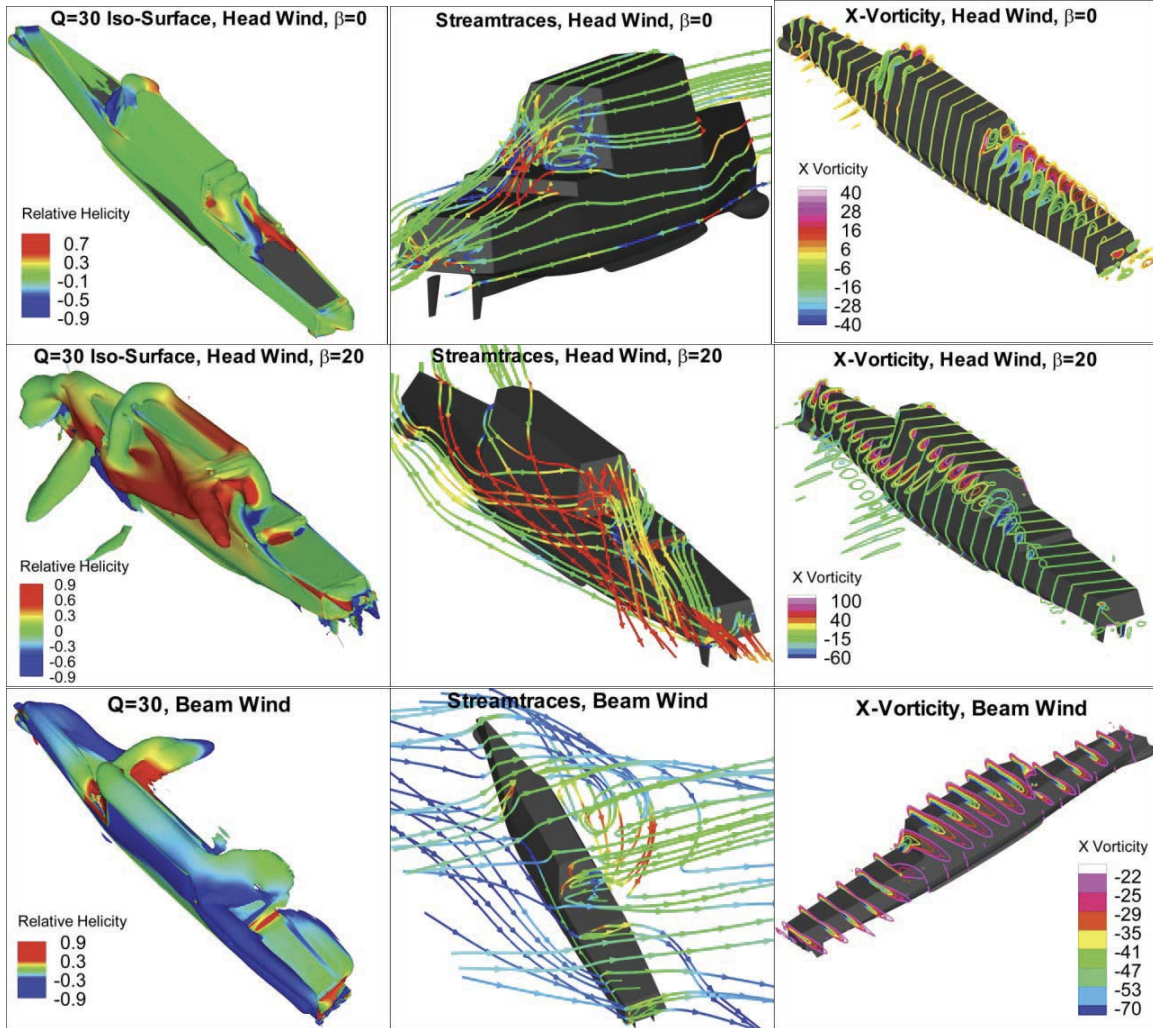 Q=30 Iso-Surface, Head Wind, β=0
Relative Helicity
0.7
0.3
-0.1
-0.5
-0.9
Streamtraces, Head Wind, β=0
X-Vorticity, Head Wind, β=0
X Vorticity
40
28
16
6
-6
-16
-28
-40
Q=30 Iso-Surface, Head Wind, β=20
Relative Helicity
0.9
0.6
0.3
0
-0.3
-0.6
-0.9
Streamtraces, Head Wind, β=20
X-Vorticity, Head Wind, β=20
X Vorticity
100
40
-15
-60
Q=30, Beam Wind
Relative Helicity
0.9
0.3
-0.3
-0.9
Streamtraces, Beam Wind
X-Vorticity, Beam Wind
X Vorticity
-22
-25
-29
-35
-41
-47
-53
-70